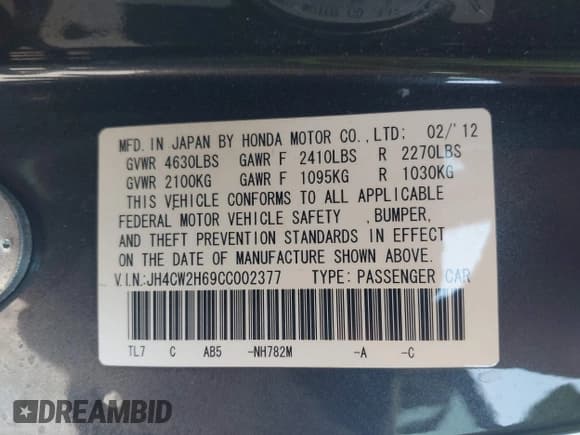 MFD. IN JAPAN BY HONDA MOTOR CO., LTD: 02/'12
GVWR 4630LBS GAWR F 2410LBS R 2270LBS
GVWR 2100KG GAWR F 1095KG R 1030KG
THIS VEHICLE CONFORMS TO ALL APPLICABLE
FEDERAL MOTOR VEHICLE SAFETY , BUMPER,
AND THEFT PREVENTION STANDARDS IN EFFECT
ON THE DATE OF MANUFACTURE SHOWN ABOVE.
V.I.N.:JH4CW2H69CC002377 TYPE: PASSENGER CAR
TL7 C AB5 -NH782M -A -C
DREAMBID